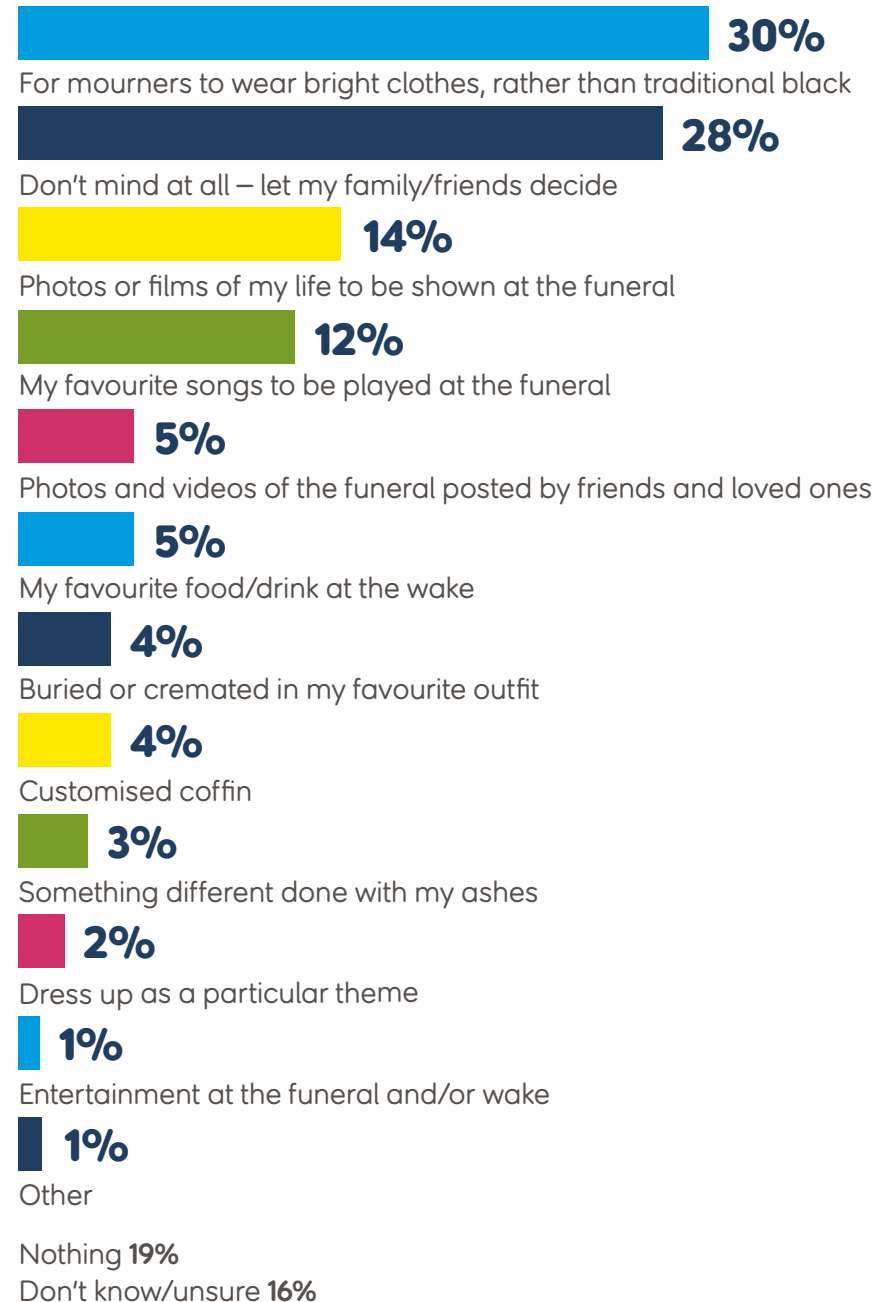 30%
For mourners to wear bright clothes, rather than traditional black
28%
Don't mind at all – let my family/friends decide
14%
Photos or films of my life to be shown at the funeral
12%
My favourite songs to be played at the funeral
5%
Photos and videos of the funeral posted by friends and loved ones
5%
My favourite food/drink at the wake
4%
Buried or cremated in my favourite outfit
4%
Customised coffin
3%
Something different done with my ashes
2%
Dress up as a particular theme
1%
Entertainment at the funeral and/or wake
1%
Other
Nothing 19%
Don't know/unsure 16%